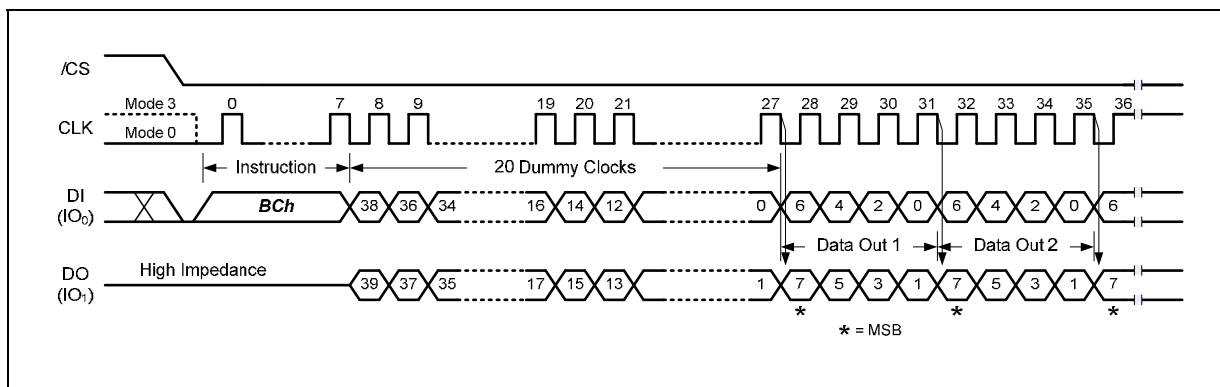 /CS
Mode 3 0 7 8 9 19 20 21 27 28 29 30 31 32 33 34 35 36
CLK Mode 0
Instruction 20 Dummy Clocks
DI (IO0) BCh 38 36 34 16 14 12 0 6 4 2 0 6 4 2 0 6
Data Out 1 Data Out 2
High Impedance
DO (IO1) 39 37 35 17 15 13 1 7 5 3 1 7 5 3 1 7
* * *
* = MSB